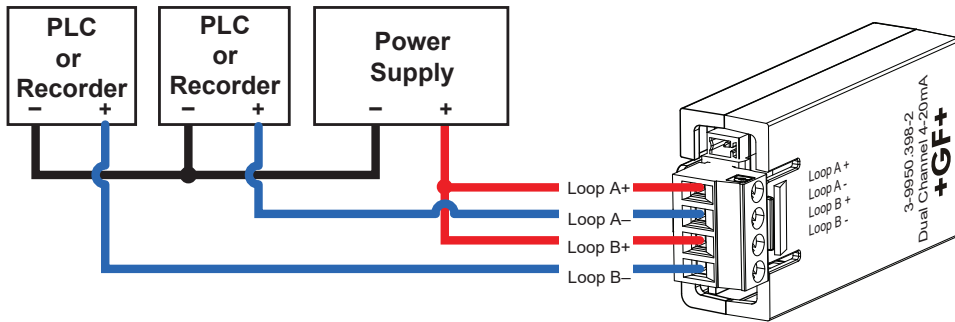 PLC
or
Recorder
– +
PLC
or
Recorder
– +
Power
Supply
– +
Loop A+
Loop A–
Loop B+
Loop B–
Loop A +
Loop A -
Loop B +
Loop B -
3-9950.398-2
Dual Channel 4-20mA
+GF+